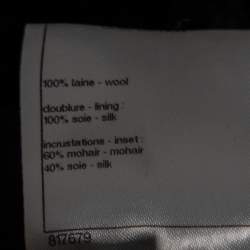 100% laine - wool
doublure - lining :
100% soie - silk
incrustations - inset :
60% mohair - mohair
40% soie - silk
817679